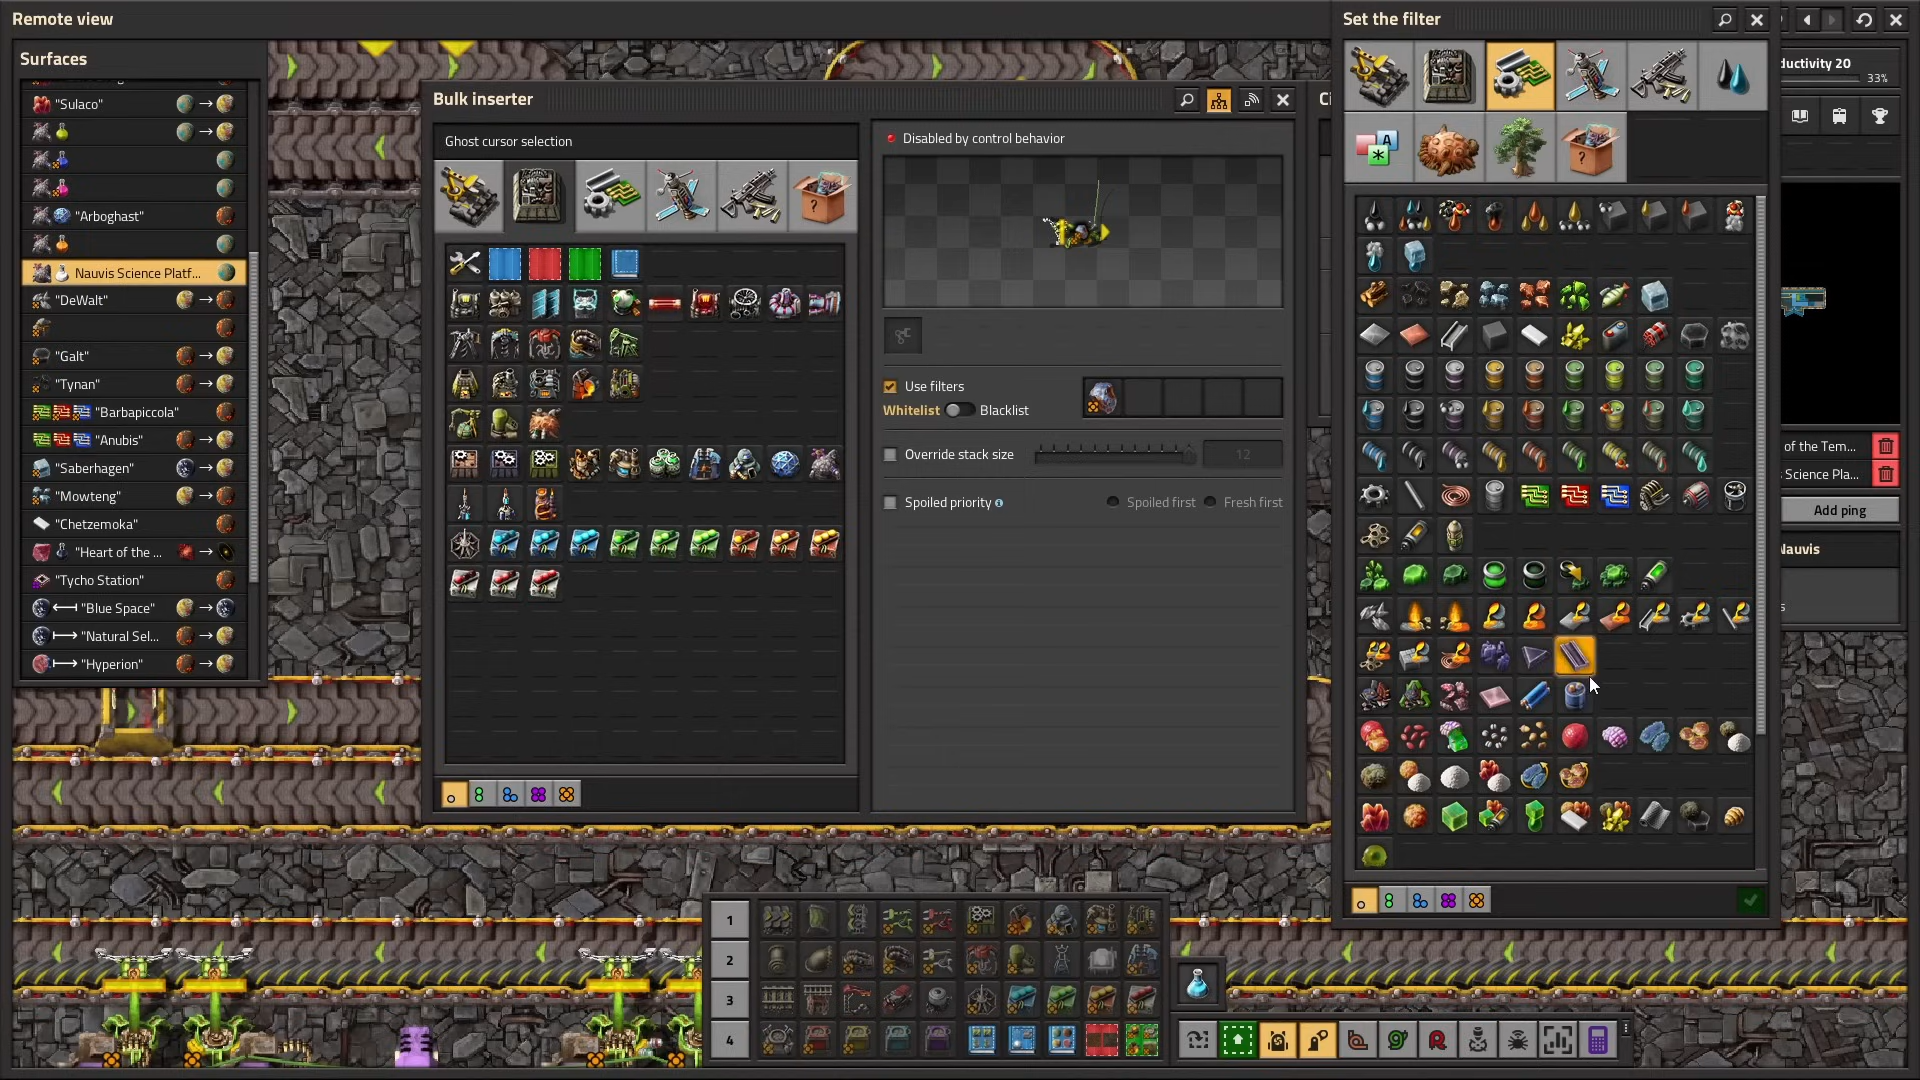 Remote view
Surfaces
"Sulaco"
"Arboghast"
Nauvis Science Platf...
"DeWalt"
"Galt"
"Tynan"
"Barbapiccola"
"Anubis"
"Saberhagen"
"Mowteng"
"Chetzemoka"
"Heart of the ...
"Tycho Station"
"Blue Space"
"Natural Sel...
"Hyperion"
Bulk inserter
Ghost cursor selection
Disabled by control behavior
Use filters
Whitelist
Blacklist
Override stack size
12
Spoiled priority
Spoiled first
Fresh first
Ci
Set the filter
ductivity 20
33%
of the Tem...
s Science Pla...
Add ping
Nauvis
s
1
2
3
4